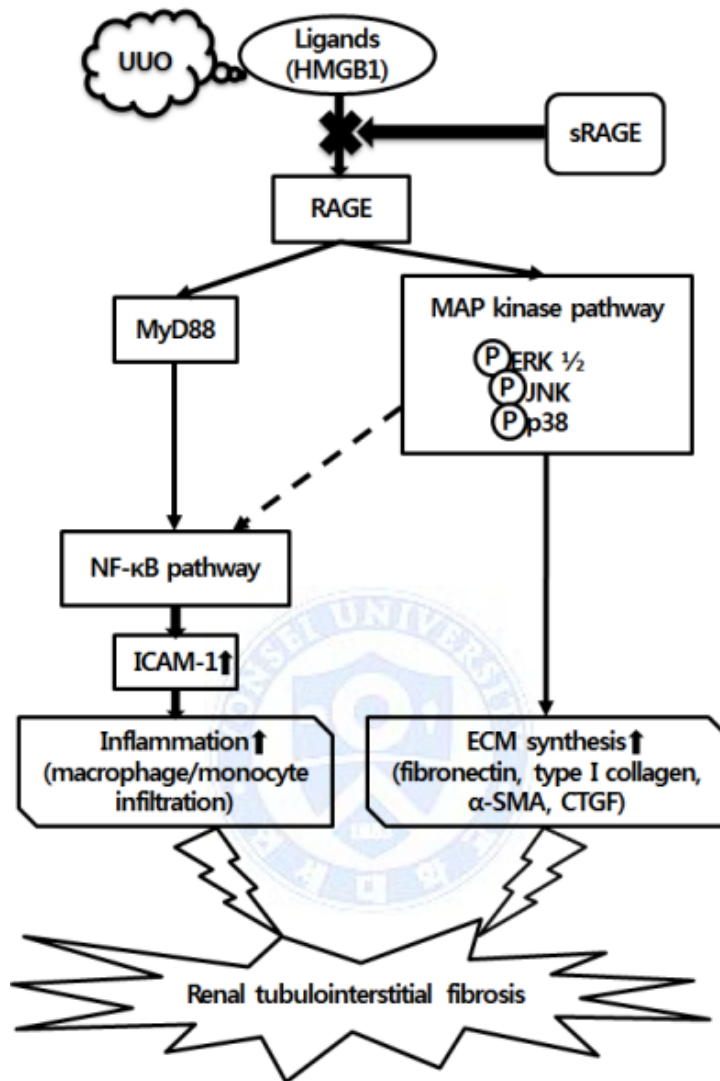 UUO
Ligands
(HMGB1)
sRAGE
RAGE
MyD88
MAP kinase pathway
P ERK ½
P JNK
P p38
NF-κB pathway
ICAM-1⬆
Inflammation⬆
(macrophage/monocyte
infiltration)
ECM synthesis⬆
(fibronectin, type I collagen,
α-SMA, CTGF)
Renal tubulointerstitial fibrosis